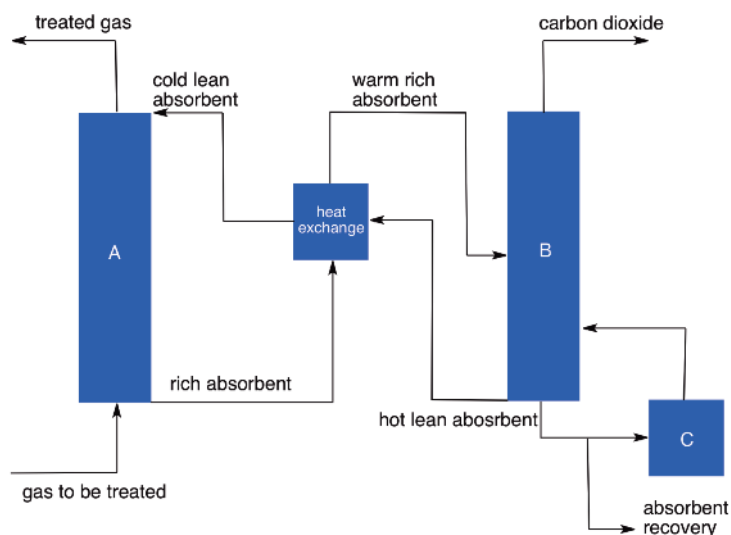 treated gas
carbon dioxide
cold lean
absorbent
warm rich
absorbent
heat
exchange
A
B
rich absorbent
hot lean abosrbent
C
gas to be treated
absorbent
recovery